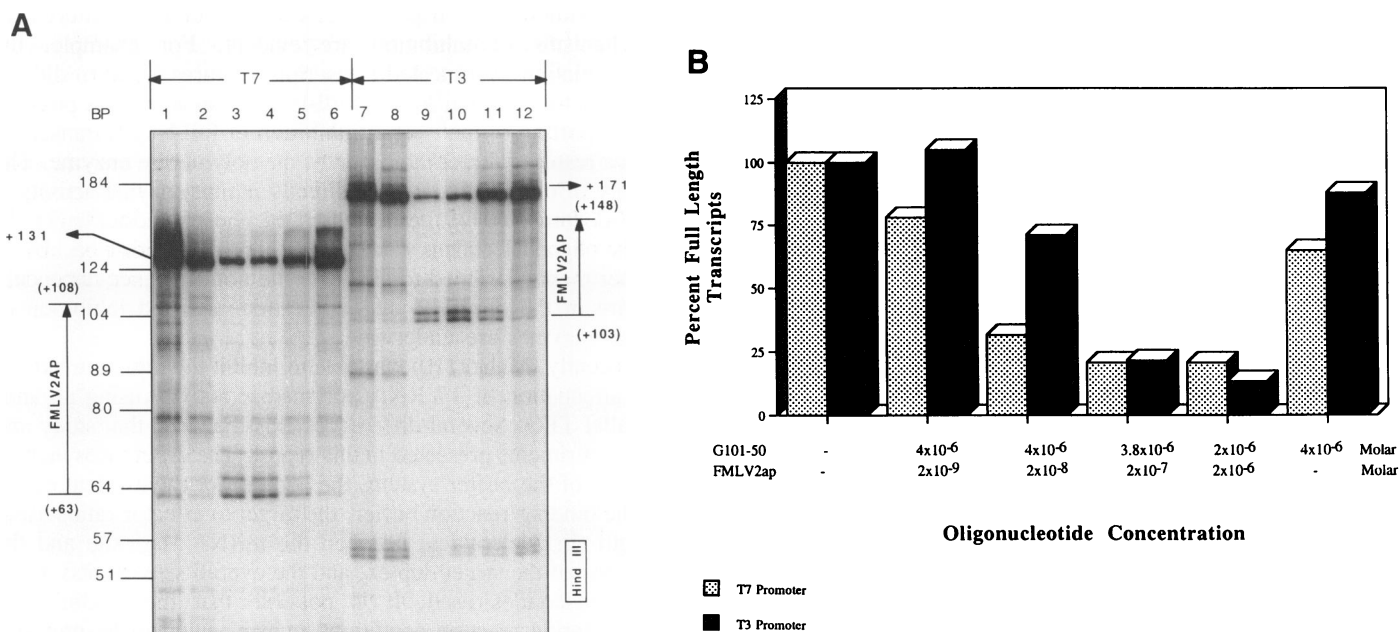 A
T7 T3
BP 1 2 3 4 5 6 7 8 9 10 11 12
184
+171
(+148)
+131
124
(+108)
FMLV2AP
104
(+103)
89
FMLV2AP
80
64
(+63)
57
Hind III
51
B
Percent Full Length
Transcripts
125
100
75
50
25
0
G101-50 - 4x10-6 4x10-6 3.8x10-6 2x10-6 4x10-6 Molar
FMLV2ap - 2x10-9 2x10-8 2x10-7 2x10-6 - Molar
Oligonucleotide Concentration
T7 Promoter
T3 Promoter